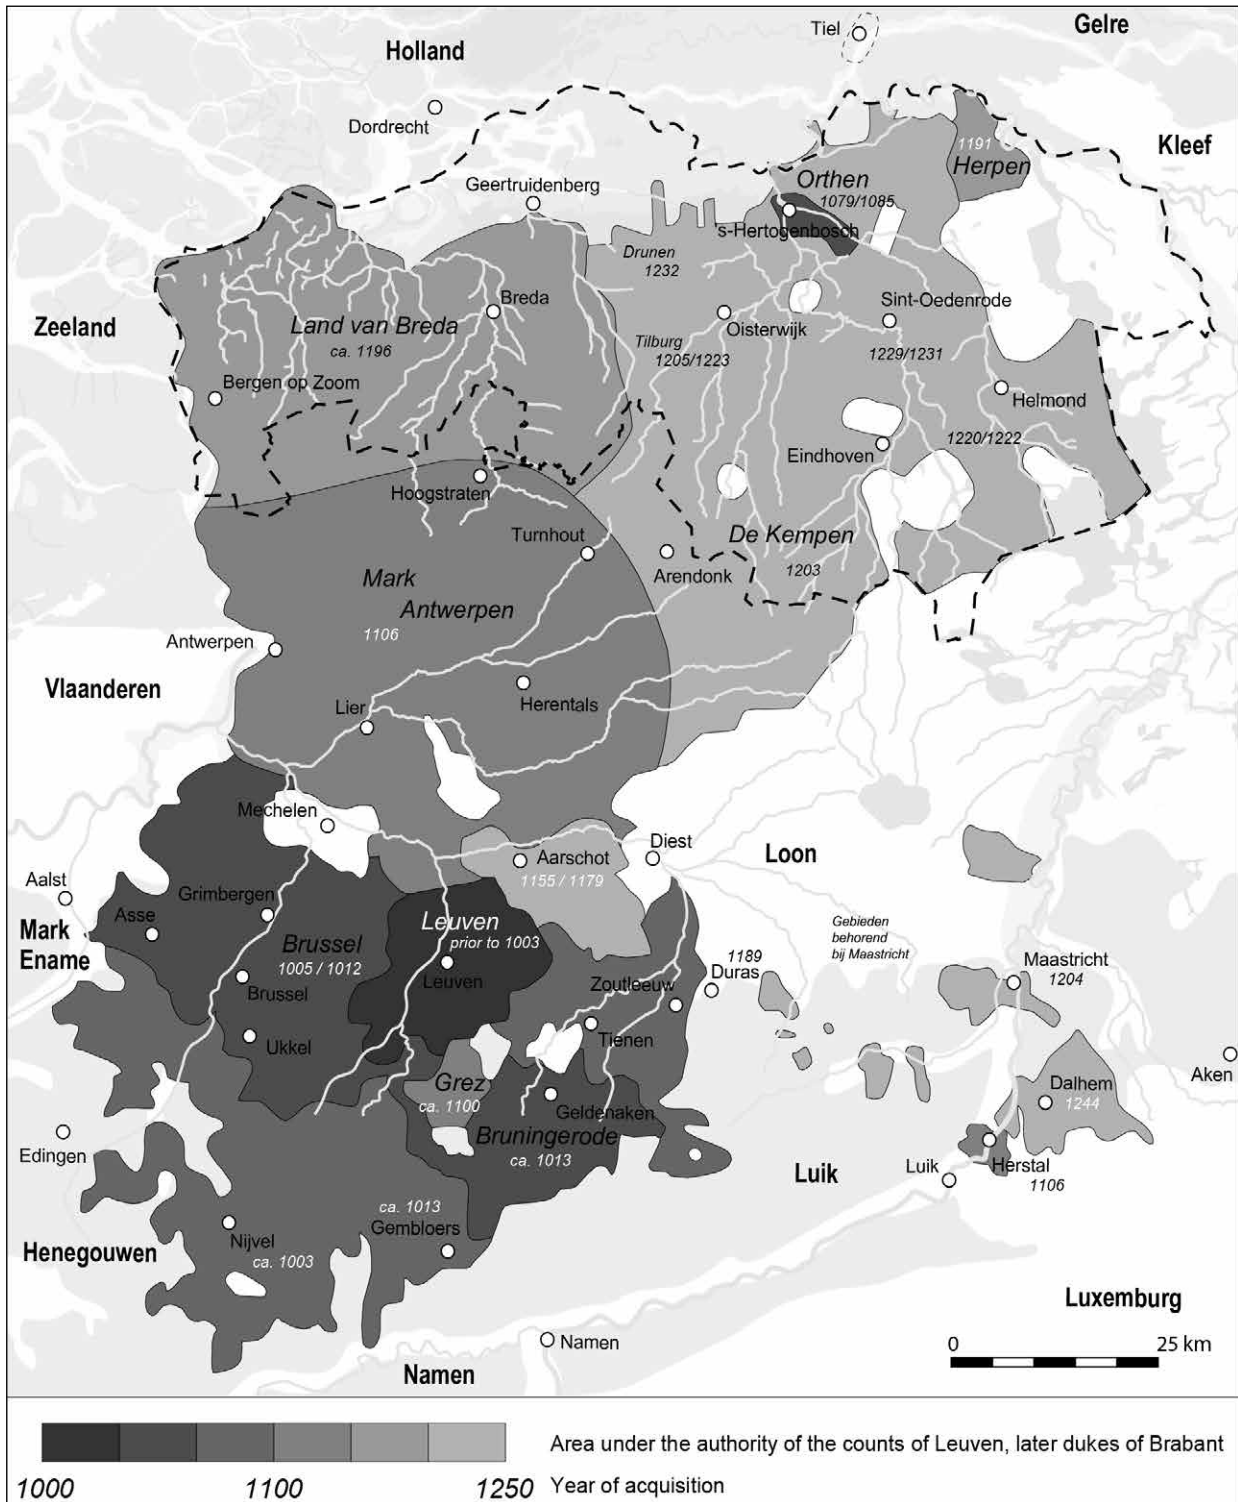 Tiel
Gelre
Holland
Dordrecht
1191
Herpen
Kleef
Orthen
1079/1085
Geertruidenberg
's-Hertogenbosch
Drunen
1232
Breda
Sint-Oedenrode
Zeeland
Land van Breda
ca. 1196
Oisterwijk
Tilburg
1205/1223
1229/1231
Bergen op Zoom
Helmond
1220/1222
Eindhoven
Hoogstraten
Turnhout
De Kempen
1203
Arendonk
Mark
Antwerpen
1106
Antwerpen
Vlaanderen
Lier
Herentals
Mechelen
Diest
Aarschot
1155 / 1179
Loon
Aalst
Grimbergen
Asse
Mark
Ename
Leuven
prior to 1003
Gebieden
behorend
bij Maastricht
Brussel
1005 / 1012
1189
Duras
Maastricht
1204
Leuven
Brussel
Zoutleeuw
Ukkel
Tienen
Grez
ca. 1100
Geldenaken
Aken
Dalhem
1244
Edingen
Bruningerode
ca. 1013
Luik
Luik
Herstal
1106
ca. 1013
Gembloers
Nijvel
ca. 1003
Henegouwen
Luxemburg
Namen
Namen
0 25 km
Area under the authority of the counts of Leuven, later dukes of Brabant
1000 1100 1250 Year of acquisition